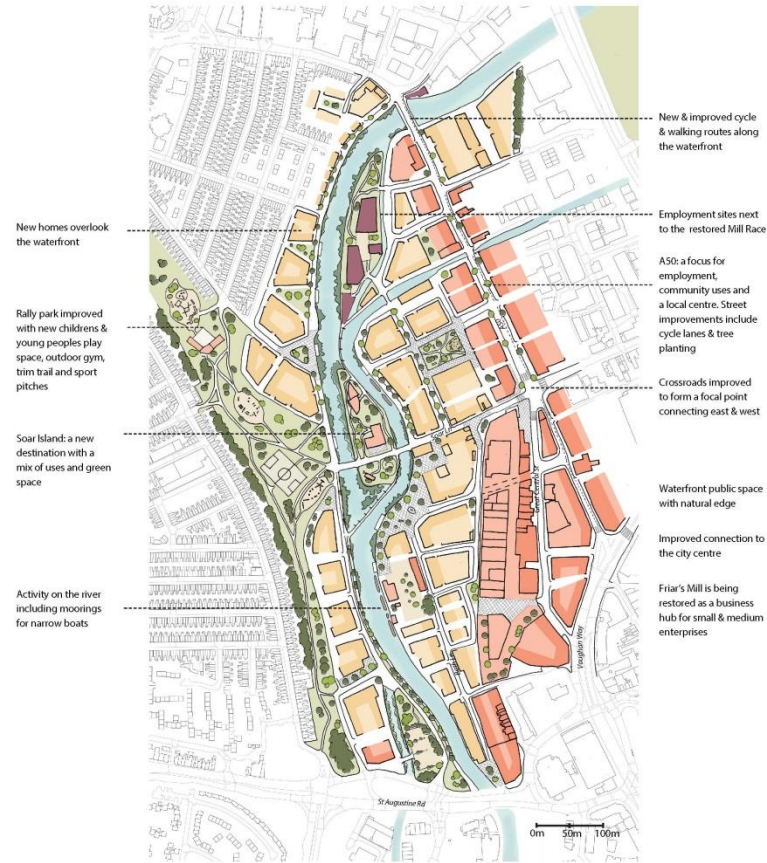 New homes overlook
the waterfront
Rally park improved
with new childrens &
young peoples play
space, outdoor gym,
trim trail and sport
pitches
Soar Island: a new
destination with a
mix of uses and green
space
Activity on the river
including moorings
for narrow boats
New & improved cycle
& walking routes along
the waterfront
Employment sites next
to the restored Mill Race
A50: a focus for
employment,
community uses and
a local centre. Street
improvements include
cycle lanes & tree
planting
Crossroads improved
to form a focal point
connecting east & west
Waterfront public space
with natural edge
Improved connection to
the city centre
Friar's Mill is being
restored as a business
hub for small & medium
enterprises
A50
Great Central St
Vaughan Way
St Augustine Rd
0m 50m 100m